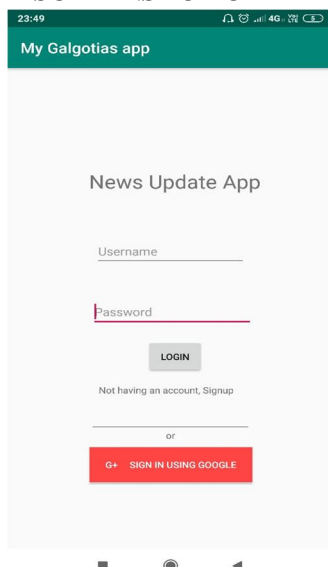 23:49 4G 5
My Galgotias app
News Update App
Username
Password
LOGIN
Not having an account, Signup
or
G+ SIGN IN USING GOOGLE